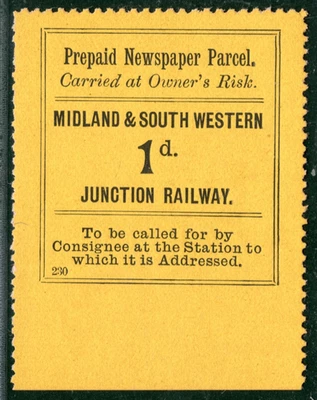 Prepaid Newspaper Parcel.
Carried at Owner's Risk.
MIDLAND & SOUTH WESTERN
1d.
JUNCTION RAILWAY.
To be called for by
Consignee at the Station to
which it is Addressed.
230